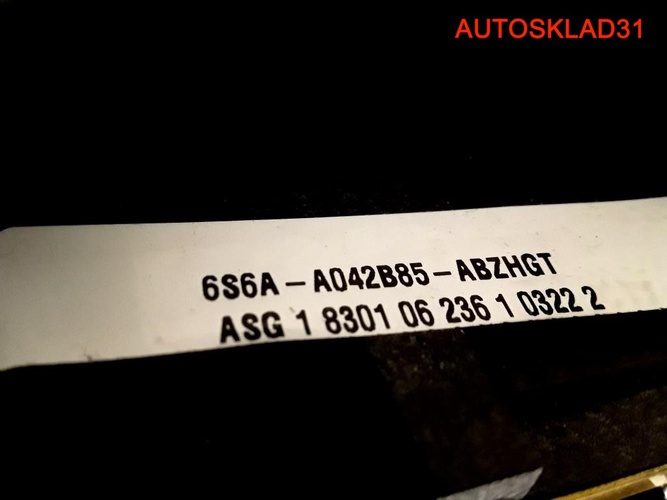 AUTOSKLAD31
6S6A-A042B85-ABZHGT
ASG 1 8301 06 236 1 0322 2